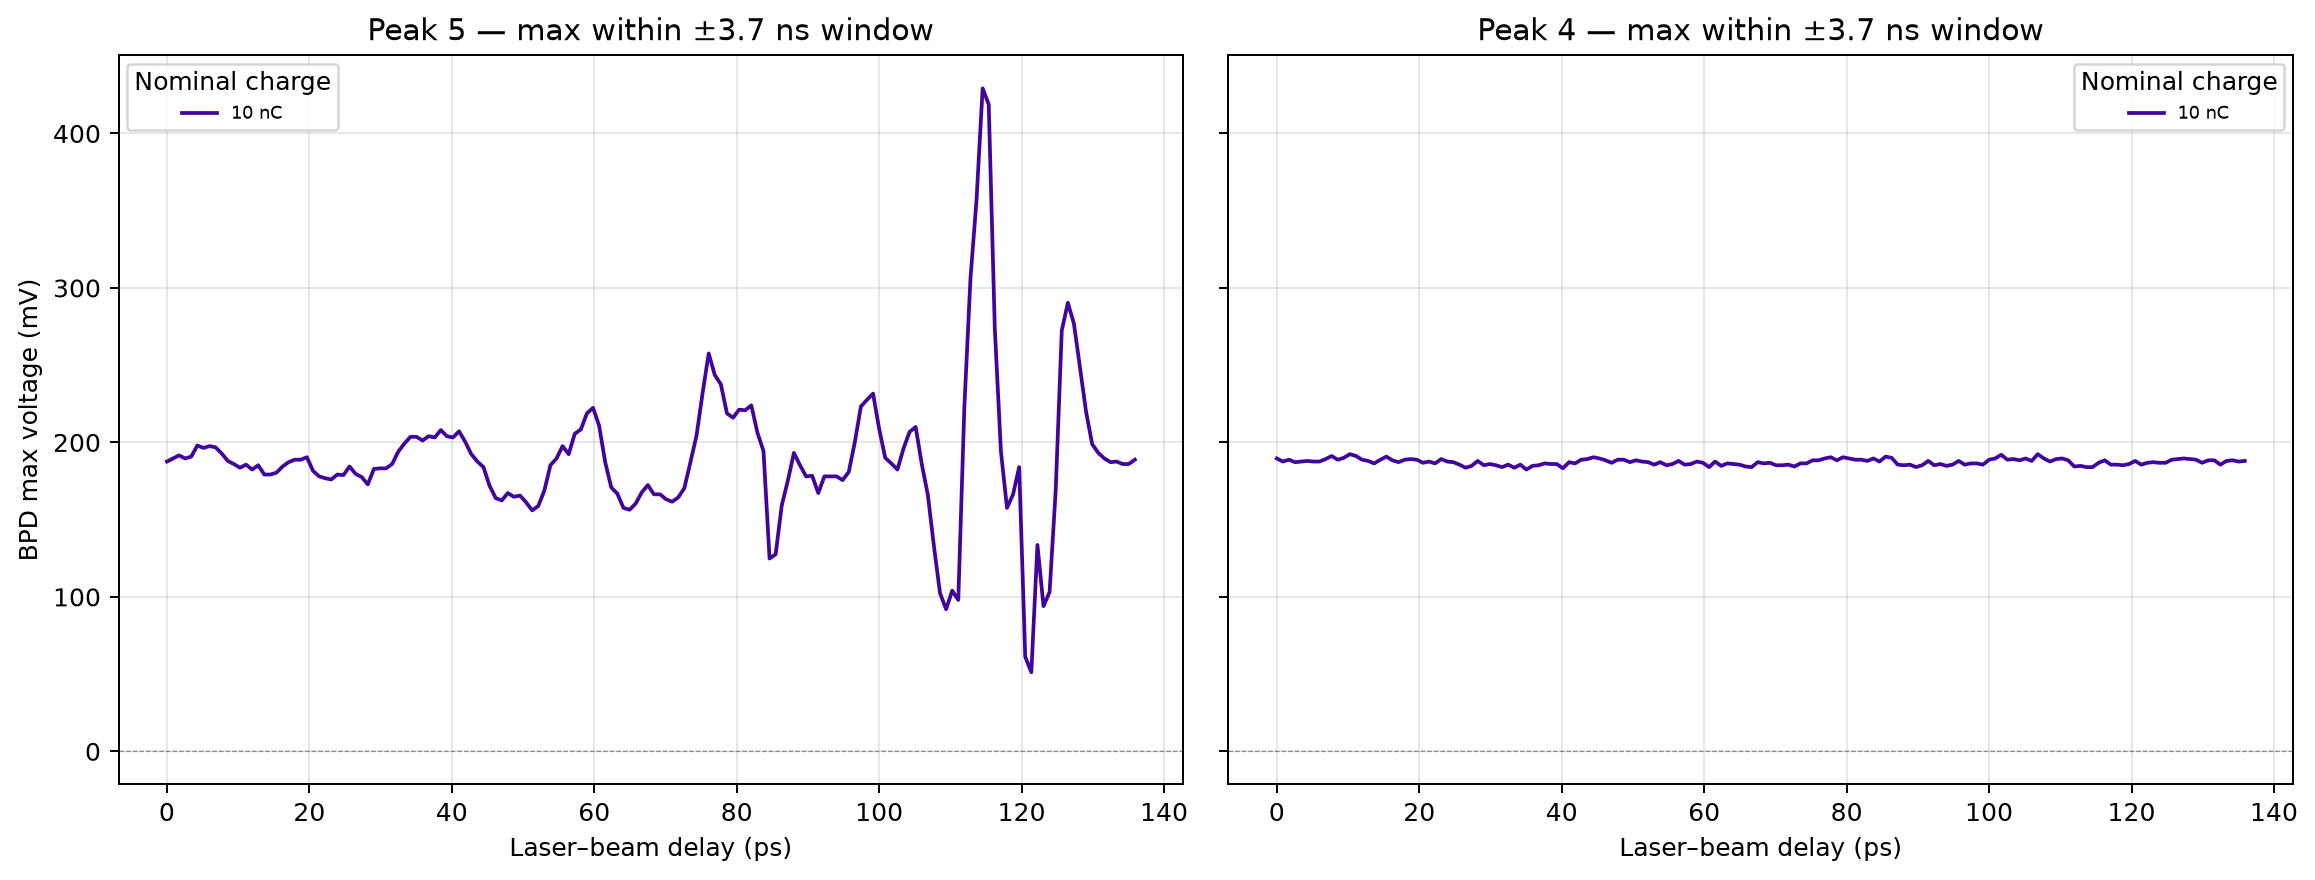 Peak 5 — max within ±3.7 ns window
Nominal charge
10 nC
BPD max voltage (mV)
400
300
200
100
0
0 20 40 60 80 100 120 140
Laser–beam delay (ps)
Peak 4 — max within ±3.7 ns window
Nominal charge
10 nC
0 20 40 60 80 100 120 140
Laser–beam delay (ps)